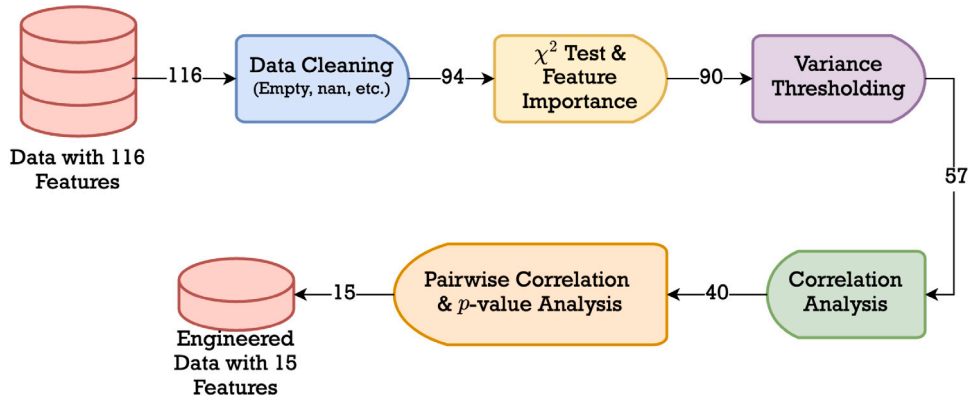 Data with 116
Features
116
Data Cleaning
(Empty, nan, etc.)
94
χ² Test &
Feature
Importance
90
Variance
Thresholding
57
Correlation
Analysis
40
Pairwise Correlation
& p-value Analysis
15
Engineered
Data with 15
Features